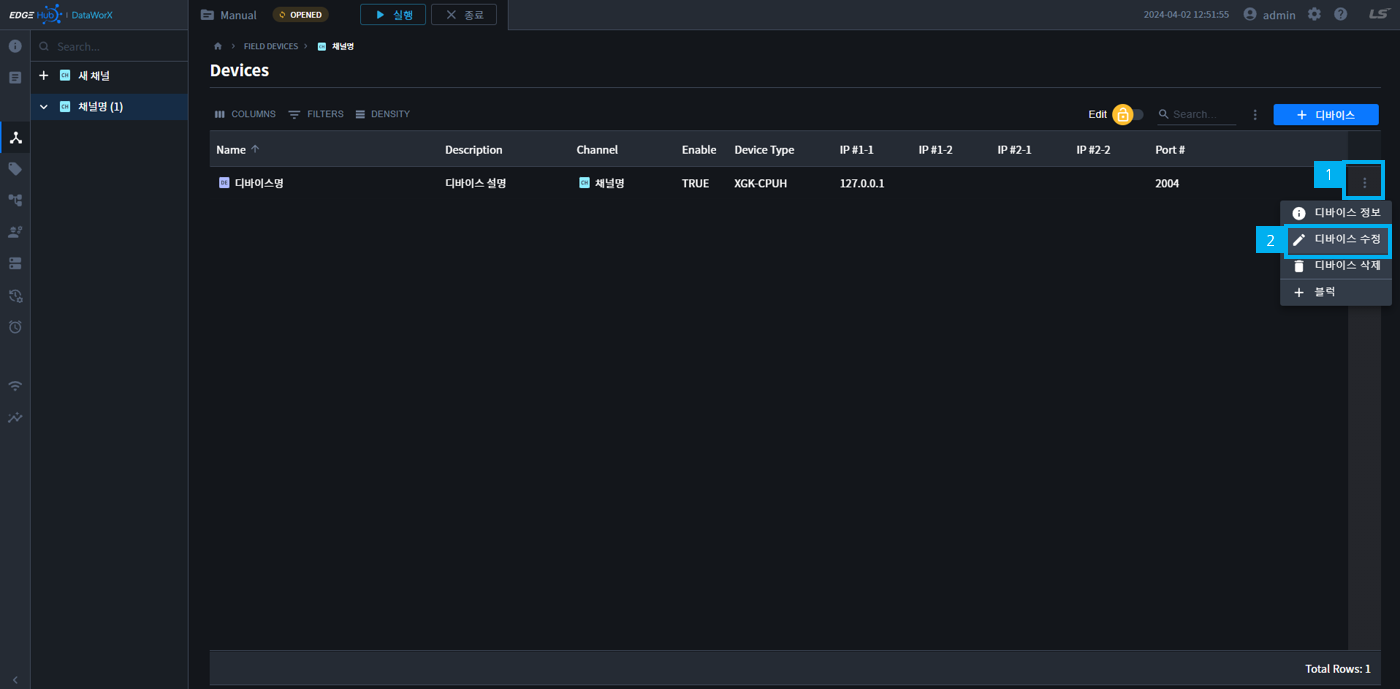 EDGE Hub | DataWorX
Manual
OPENED
실행
종료
2024-04-02 12:51:55
admin
LS
Search...
FIELD DEVICES
CH 채널명
CH 새 채널
CH 채널명 (1)
Devices
COLUMNS
FILTERS
DENSITY
Edit
Search...
디바이스
Name Description Channel Enable Device Type IP #1-1 IP #1-2 IP #2-1 IP #2-2 Port #
DE 디바이스명 디바이스 설명 CH 채널명 TRUE XGK-CPUH 127.0.0.1 2004
1
디바이스 정보
2 디바이스 수정
디바이스 삭제
블럭
Total Rows: 1